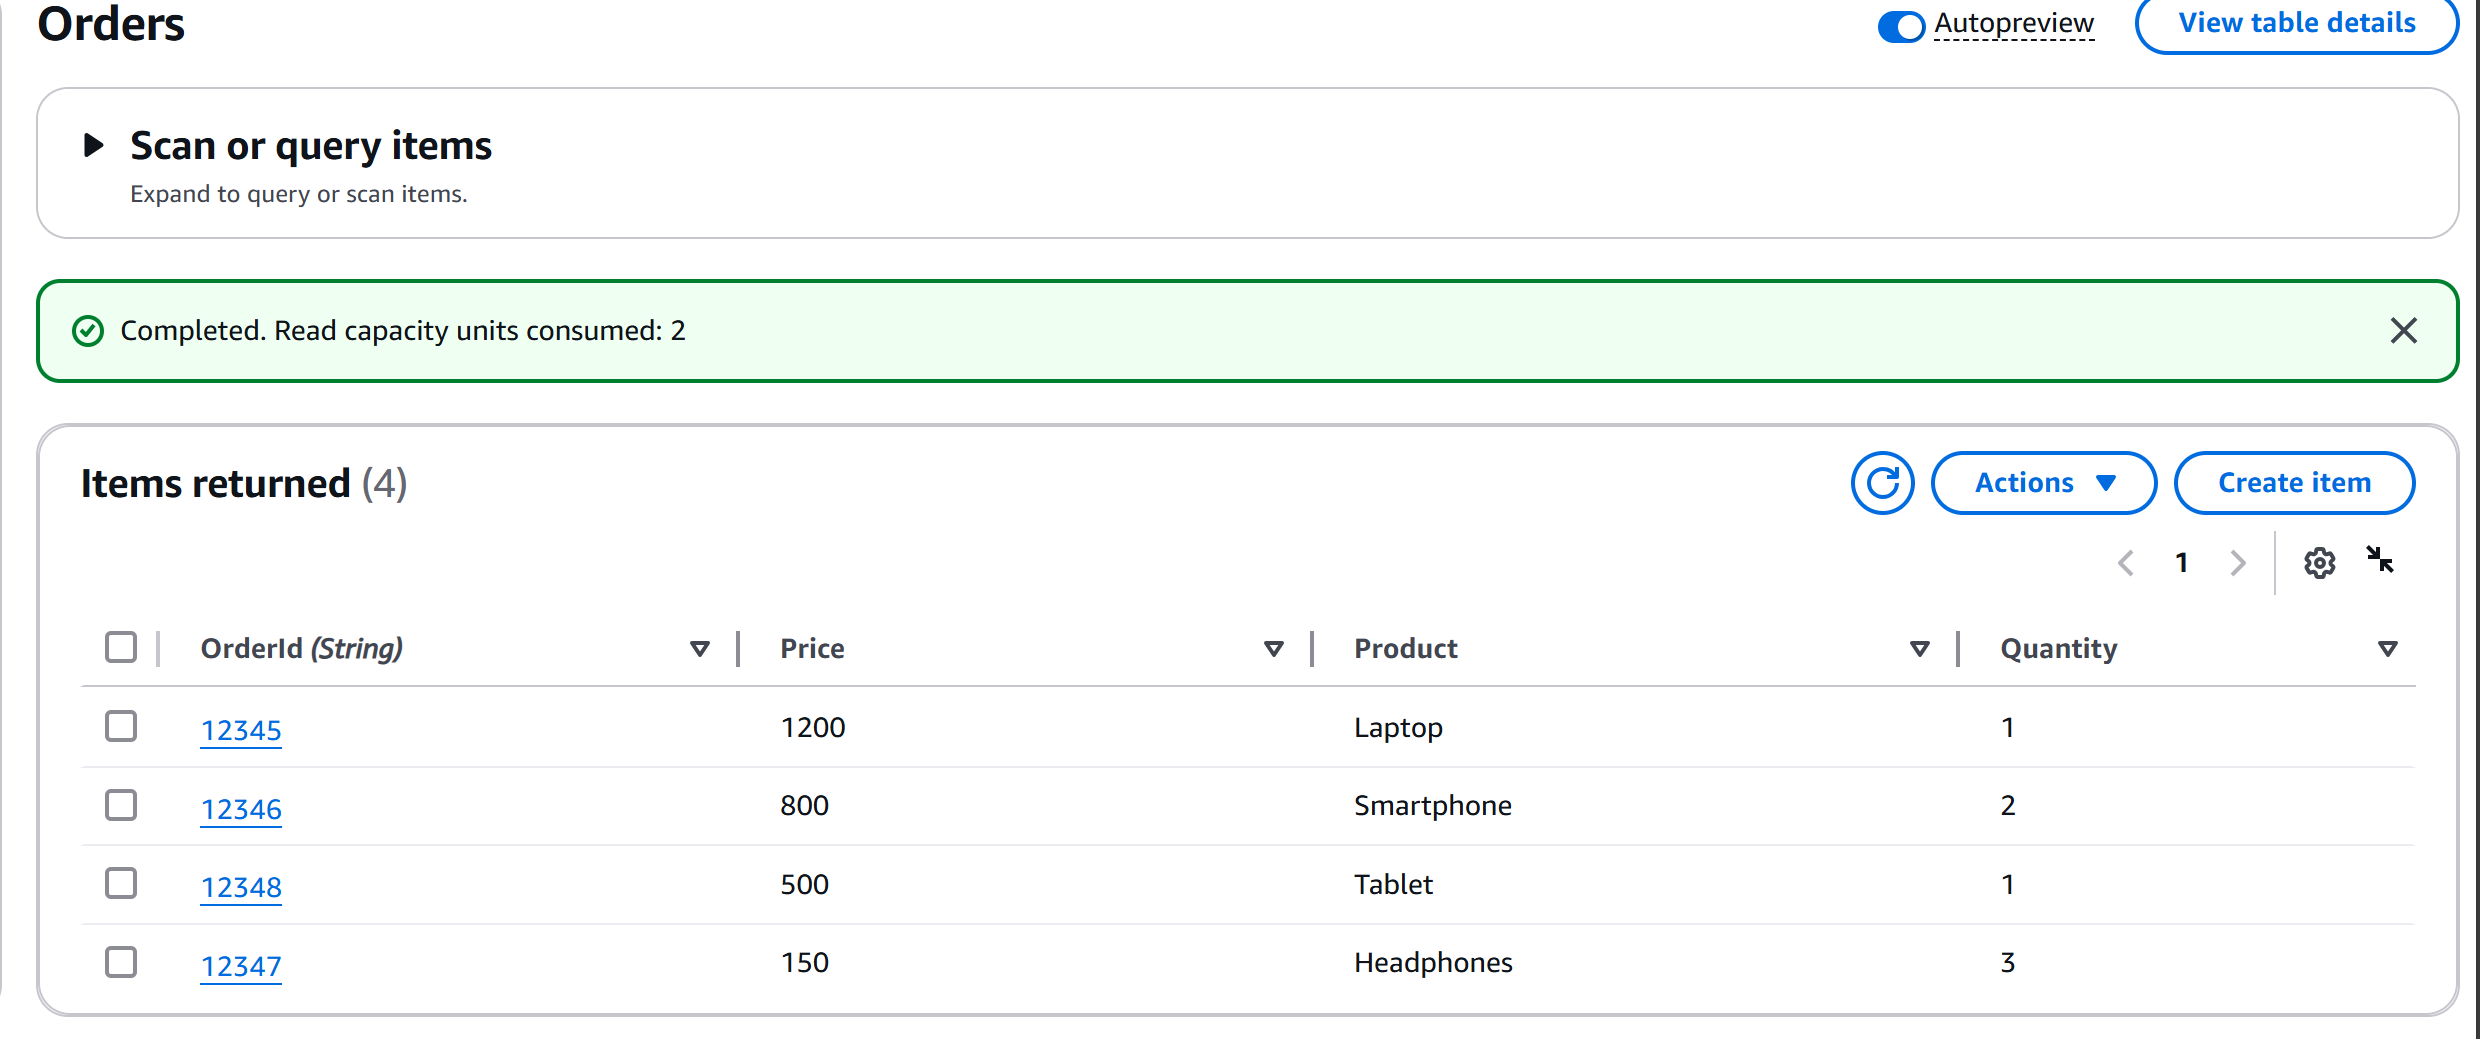 Orders
Autopreview
View table details
Scan or query items
Expand to query or scan items.
Completed. Read capacity units consumed: 2
Items returned (4)
Actions
Create item
1
OrderId (String) Price Product Quantity
12345 1200 Laptop 1
12346 800 Smartphone 2
12348 500 Tablet 1
12347 150 Headphones 3